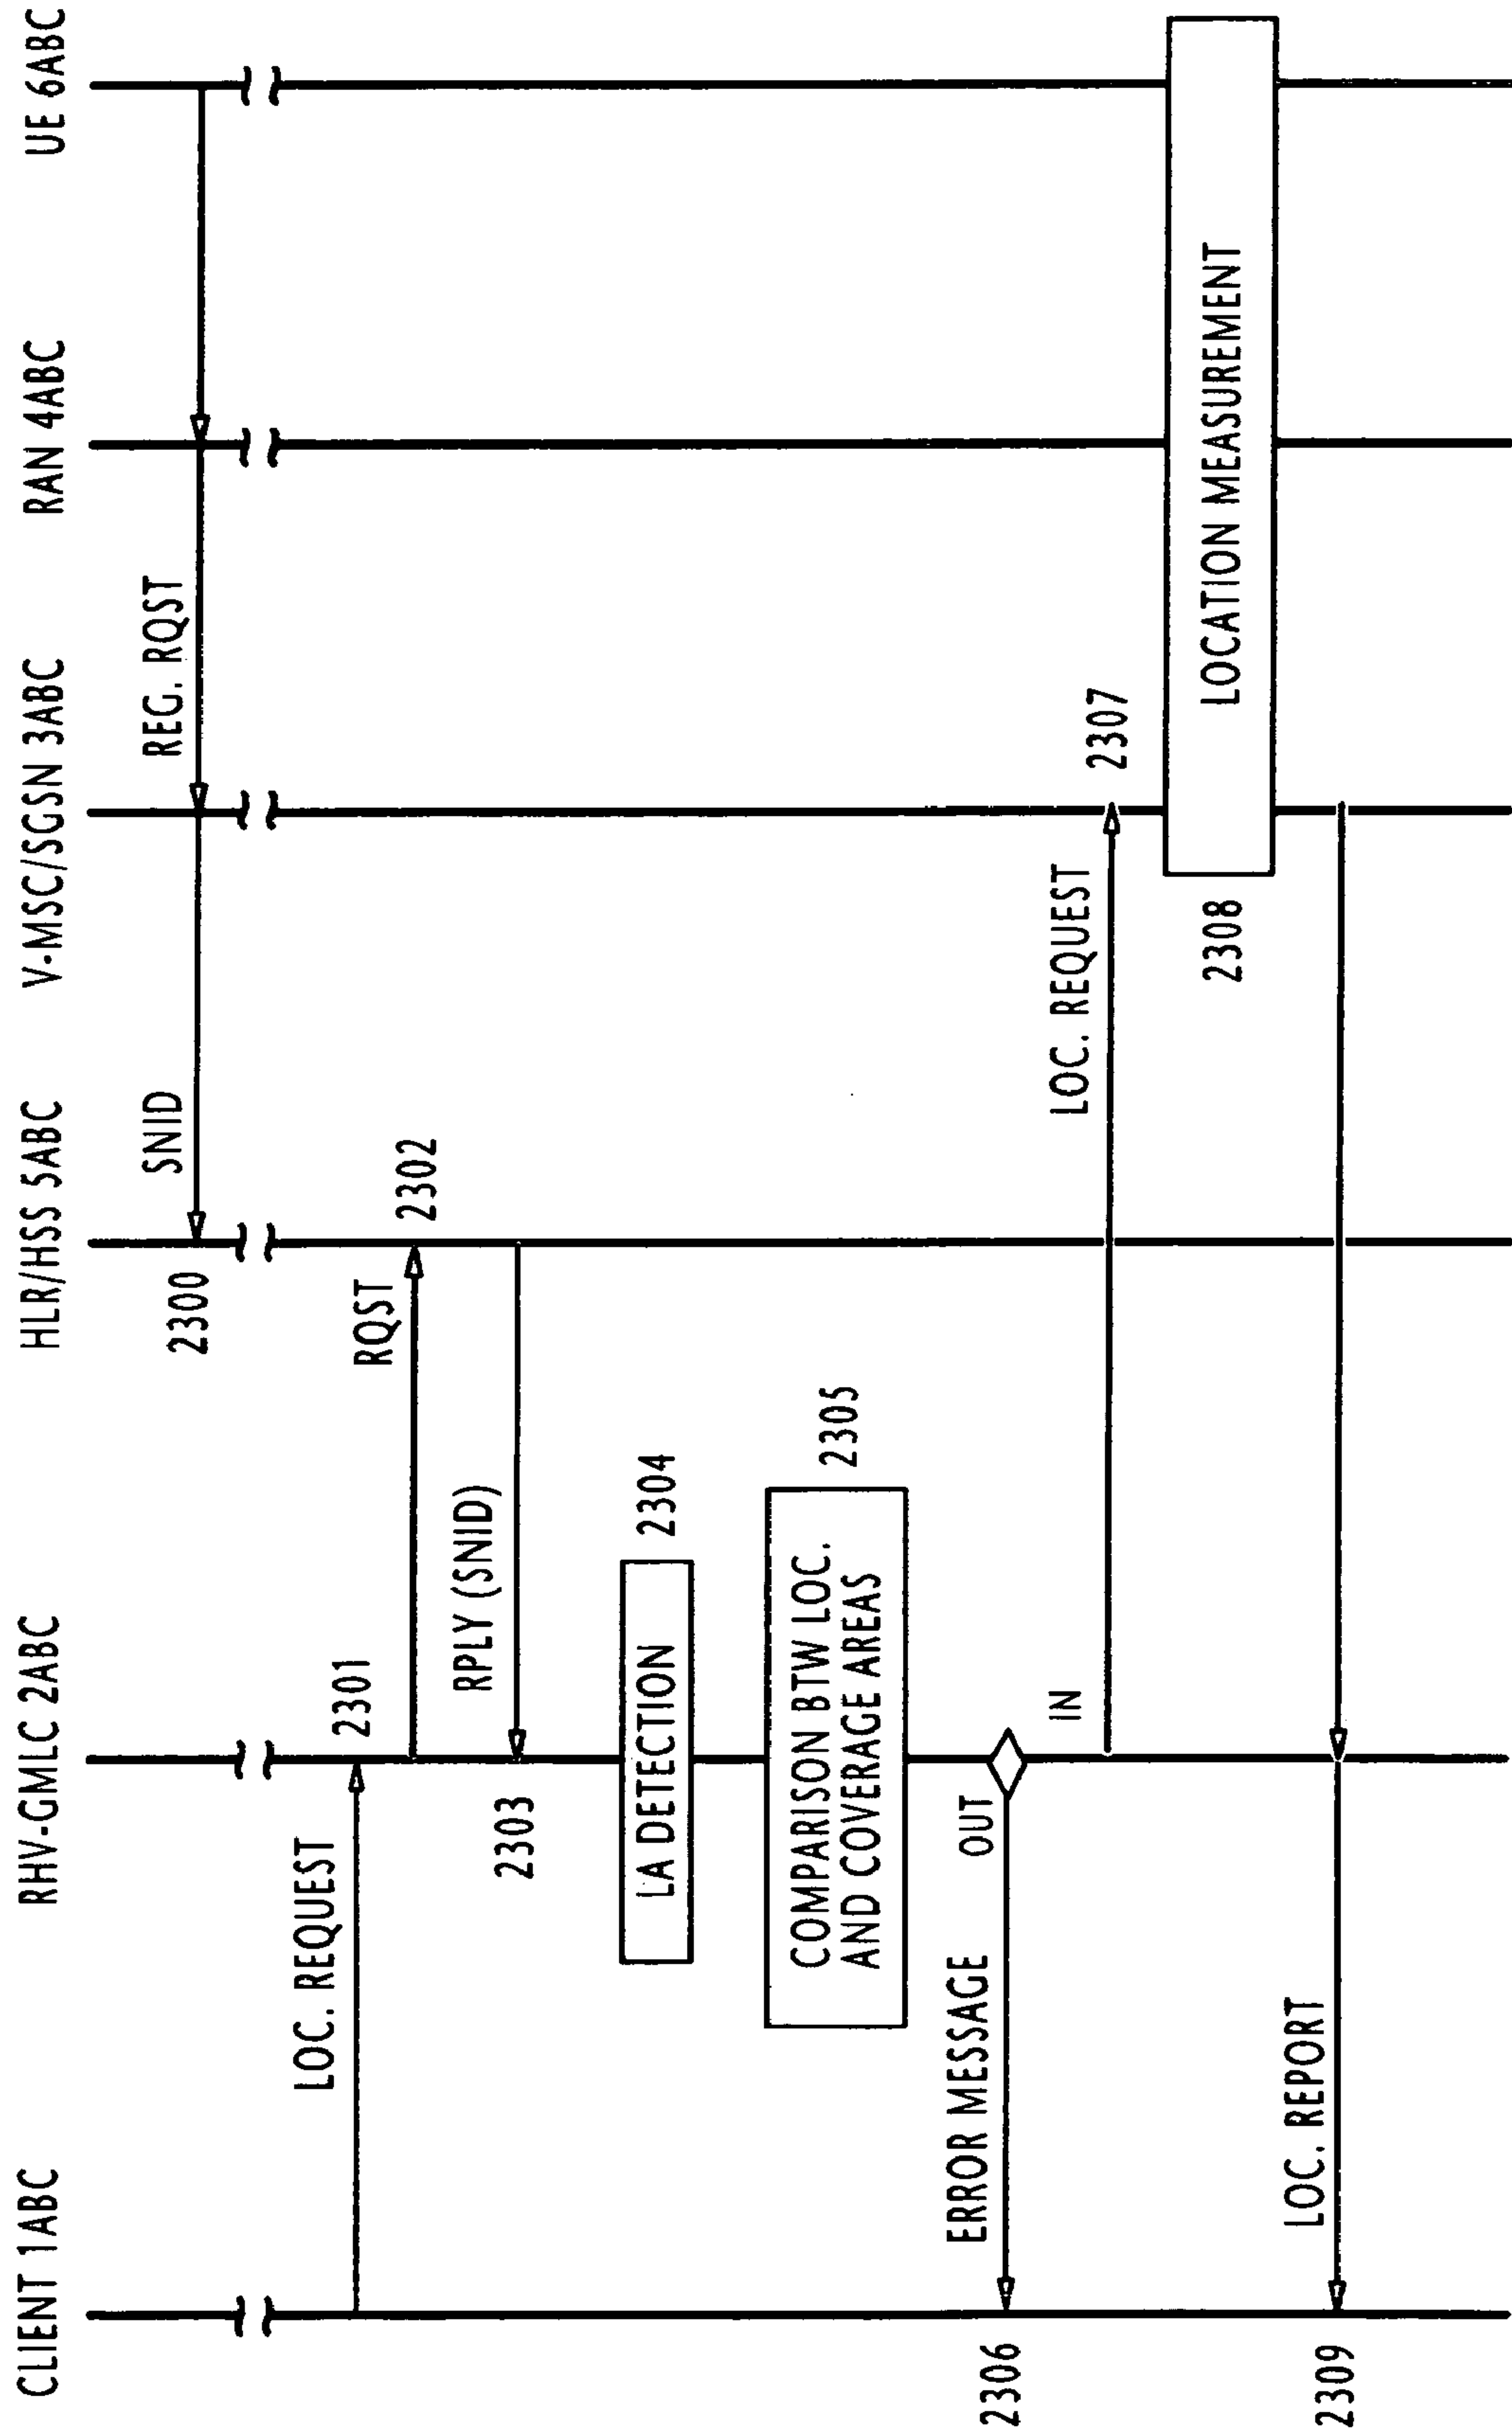 CLIENT 1ABC
RHV-GMLC 2ABC
HLR/HSS 5ABC
V-MSC/SGSN 3ABC
RAN 4ABC
UE 6ABC
SNID
REG. RQST
2300
LOC. REQUEST
2301
RQST
2302
RPLY (SNID)
2303
LA DETECTION
2304
COMPARISON BTW LOC.
AND COVERAGE AREAS
2305
ERROR MESSAGE
OUT
IN
2306
LOC. REQUEST
2307
2308
LOCATION MEASUREMENT
LOC. REPORT
2309